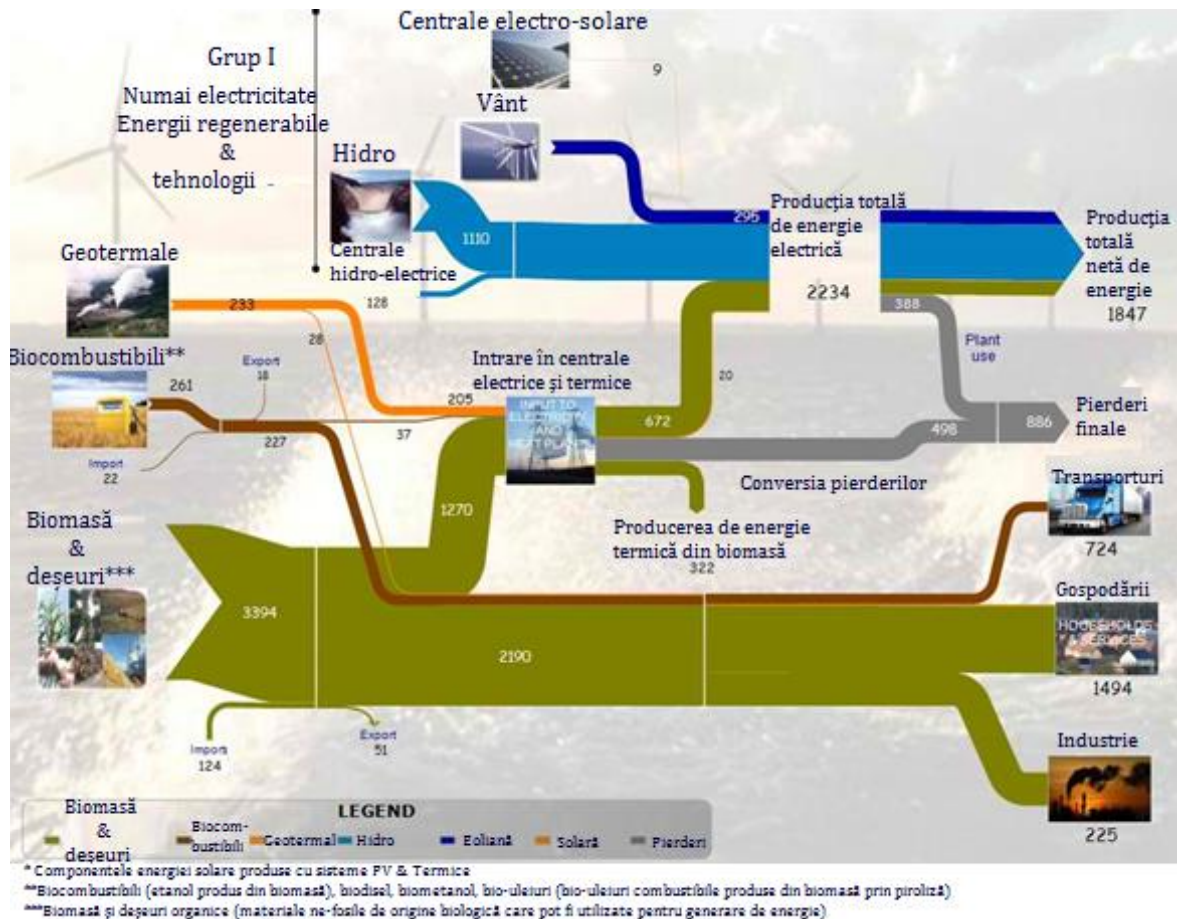 Centrale electro-solare
9
Grup I
Numai electricitate
Energii regenerabile
&
tehnologii -
Vânt
Hidro
1110
Centrale
hidro-electrice
128
295
Producția totală
de energie
electrică
2234
Producția
totală
netă de
energie
1847
388
Plant
use
Geotermale
233
28
205
Biocombustibili**
261
Export
18
227
37
Import
22
Intrare în centrale
electrice și termice
INPUT TO
ELECTRICITY
AND
HEAT PLANTS
672
20
498
886
Pierderi
finale
Conversia pierderilor
1270
Producerea de energie
termică din biomasă
322
Transporturi
724
Biomasă
&
deșeuri***
3394
2190
Gospodării
HOUSEHOLDS
& SERVICES
1494
Import
124
Export
51
Industrie
225
LEGEND
Biomasă
&
deșeuri
Biocom-
bustibili
Geotermal
Hidro
Eoliană
Solară
Pierderi
* Componentele energiei solare produse cu sisteme PV & Termice
**Biocombustibili (etanol produs din biomasă), biodisel, biometanol, bio-uleiuri (bio-uleiuri combustibile produse din biomasă prin piroliză)
***Biomasă și deșeuri organice (materiale ne-fosile de origine biologică care pot fi utilizate pentru generare de energie)